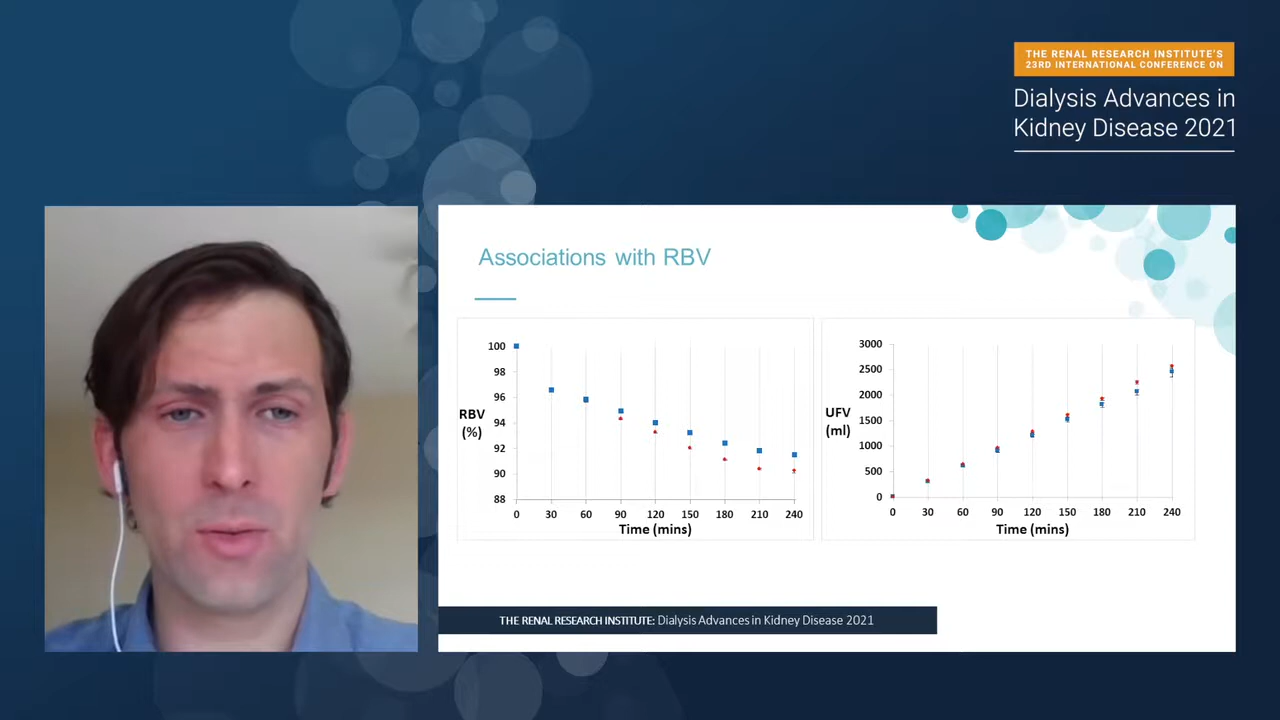 THE RENAL RESEARCH INSTITUTE'S
23RD INTERNATIONAL CONFERENCE ON
Dialysis Advances in
Kidney Disease 2021
Associations with RBV
100
98
96
94
92
90
88
RBV
(%)
0 30 60 90 120 150 180 210 240
Time (mins)
3000
2500
2000
1500
1000
500
0
UFV
(ml)
0 30 60 90 120 150 180 210 240
Time (mins)
THE RENAL RESEARCH INSTITUTE: Dialysis Advances in Kidney Disease 2021